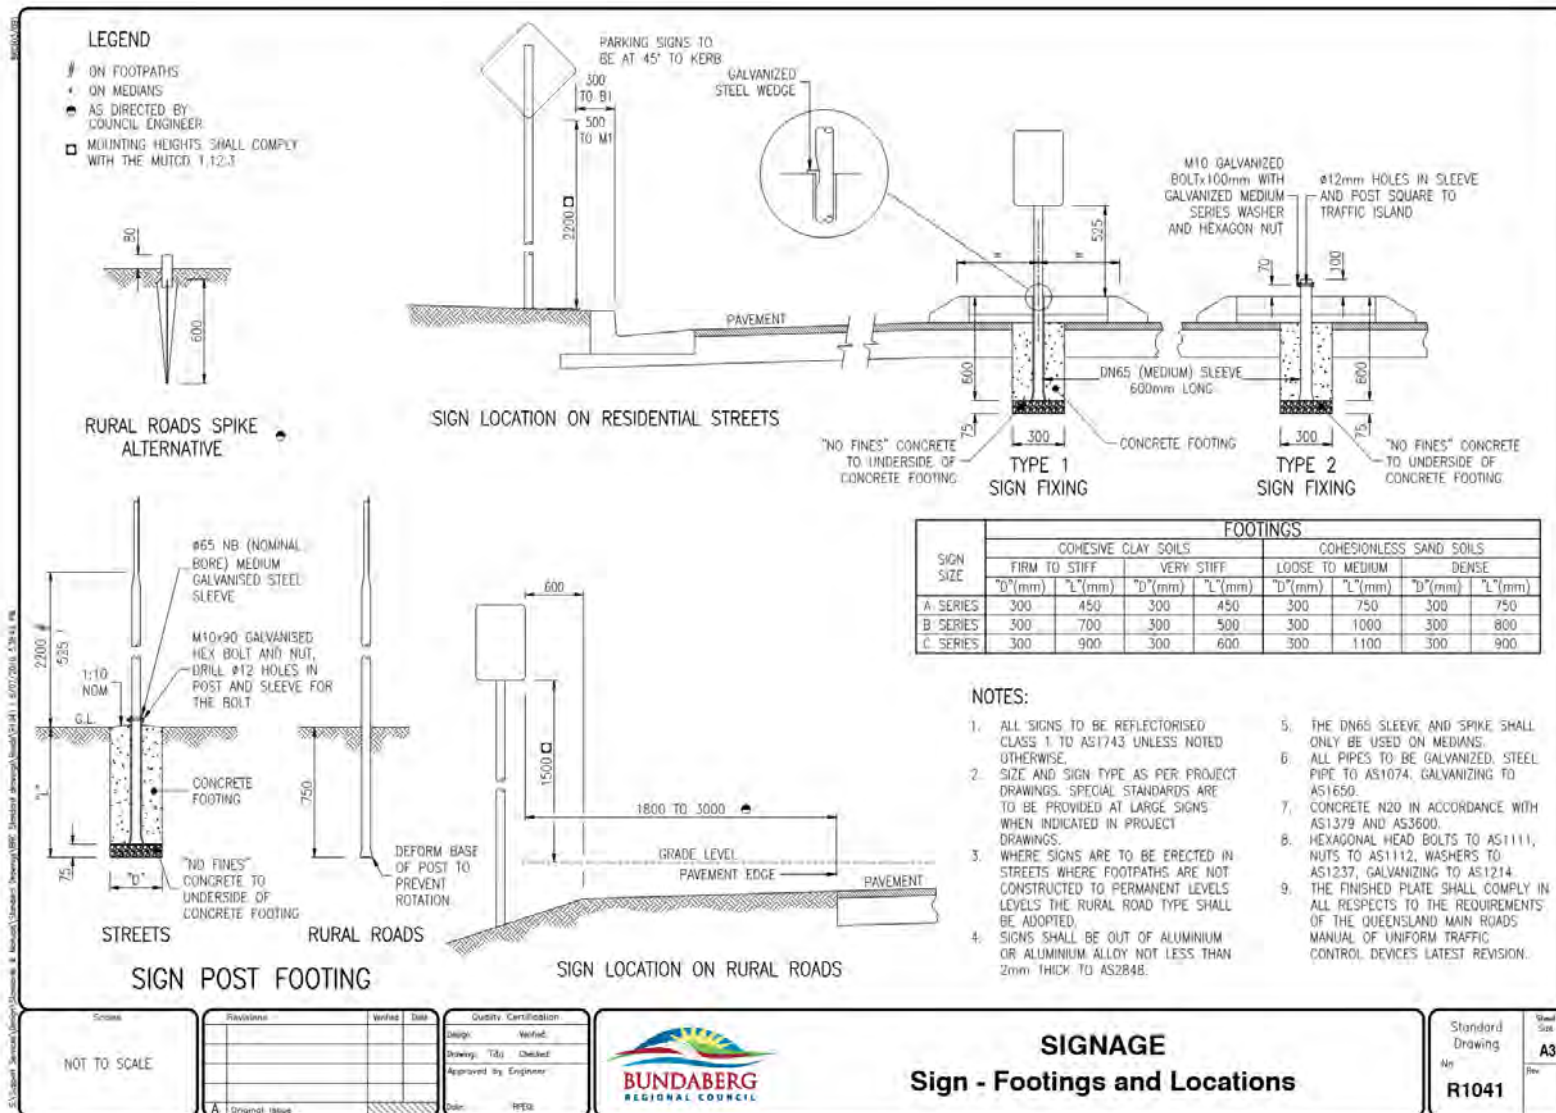 LEGEND
ON FOOTPATHS
ON MEDIANS
AS DIRECTED BY
COUNCIL ENGINEER
MOUNTING HEIGHTS SHALL COMPLY
WITH THE MUTCD 1.12.3
80
600
RURAL ROADS SPIKE
ALTERNATIVE
PARKING SIGNS TO
BE AT 45° TO KERB
300
TO B1
500
TO M1
2200
PAVEMENT
SIGN LOCATION ON RESIDENTIAL STREETS
GALVANIZED
STEEL WEDGE
525
600
75
300
DN65 (MEDIUM) SLEEVE
600mm LONG
"NO FINES" CONCRETE
TO UNDERSIDE OF
CONCRETE FOOTING
CONCRETE FOOTING
TYPE 1
SIGN FIXING
M10 GALVANIZED
BOLTx100mm WITH
GALVANIZED MEDIUM
SERIES WASHER
AND HEXAGON NUT
ø12mm HOLES IN SLEEVE
AND POST SQUARE TO
TRAFFIC ISLAND
70
100
600
75
300
"NO FINES" CONCRETE
TO UNDERSIDE OF
CONCRETE FOOTING
TYPE 2
SIGN FIXING
ø65 NB (NOMINAL
BORE) MEDIUM
GALVANISED STEEL
SLEEVE
M10x90 GALVANISED
HEX BOLT AND NUT,
DRILL ø12 HOLES IN
POST AND SLEEVE FOR
THE BOLT
2200
525
1:10
NOM
G.L.
"L"
75
"D"
CONCRETE
FOOTING
"NO FINES"
CONCRETE TO
UNDERSIDE OF
CONCRETE FOOTING
STREETS
750
DEFORM BASE
OF POST TO
PREVENT
ROTATION
RURAL ROADS
SIGN POST FOOTING
600
1500
1800 TO 3000
GRADE LEVEL
PAVEMENT EDGE
PAVEMENT
SIGN LOCATION ON RURAL ROADS
FOOTINGS
SIGN
SIZE
COHESIVE CLAY SOILS COHESIONLESS SAND SOILS
FIRM TO STIFF VERY STIFF LOOSE TO MEDIUM DENSE
"D"(mm) "L"(mm) "D"(mm) "L"(mm) "D"(mm) "L"(mm) "D"(mm) "L"(mm)
A SERIES 300 450 300 450 300 750 300 750
B SERIES 300 700 300 500 300 1000 300 800
C SERIES 300 900 300 600 300 1100 300 900
NOTES:
1. ALL SIGNS TO BE REFLECTORISED
CLASS 1 TO AS1743 UNLESS NOTED
OTHERWISE.
2. SIZE AND SIGN TYPE AS PER PROJECT
DRAWINGS. SPECIAL STANDARDS ARE
TO BE PROVIDED AT LARGE SIGNS
WHEN INDICATED IN PROJECT
DRAWINGS.
3. WHERE SIGNS ARE TO BE ERECTED IN
STREETS WHERE FOOTPATHS ARE NOT
CONSTRUCTED TO PERMANENT LEVELS
LEVELS THE RURAL ROAD TYPE SHALL
BE ADOPTED.
4. SIGNS SHALL BE OUT OF ALUMINIUM
OR ALUMINIUM ALLOY NOT LESS THAN
2mm THICK TO AS2848.
5. THE DN65 SLEEVE AND SPIKE SHALL
ONLY BE USED ON MEDIANS.
6. ALL PIPES TO BE GALVANIZED. STEEL
PIPE TO AS1074. GALVANIZING TO
AS1650.
7. CONCRETE N20 IN ACCORDANCE WITH
AS1379 AND AS3600.
8. HEXAGONAL HEAD BOLTS TO AS1111,
NUTS TO AS1112, WASHERS TO
AS1237, GALVANIZING TO AS1214.
9. THE FINISHED PLATE SHALL COMPLY IN
ALL RESPECTS TO THE REQUIREMENTS
OF THE QUEENSLAND MAIN ROADS
MANUAL OF UNIFORM TRAFFIC
CONTROL DEVICES LATEST REVISION.
Scales
NOT TO SCALE
Revisions Verified Date
A Original Issue
Quality Certification
Design: Verified:
Drawing: Checked:
Approved by Engineer
Date: RPEQ:
BUNDABERG
REGIONAL COUNCIL
SIGNAGE
Sign - Footings and Locations
Standard
Drawing
No
R1041
Sheet
Size
A3
Rev